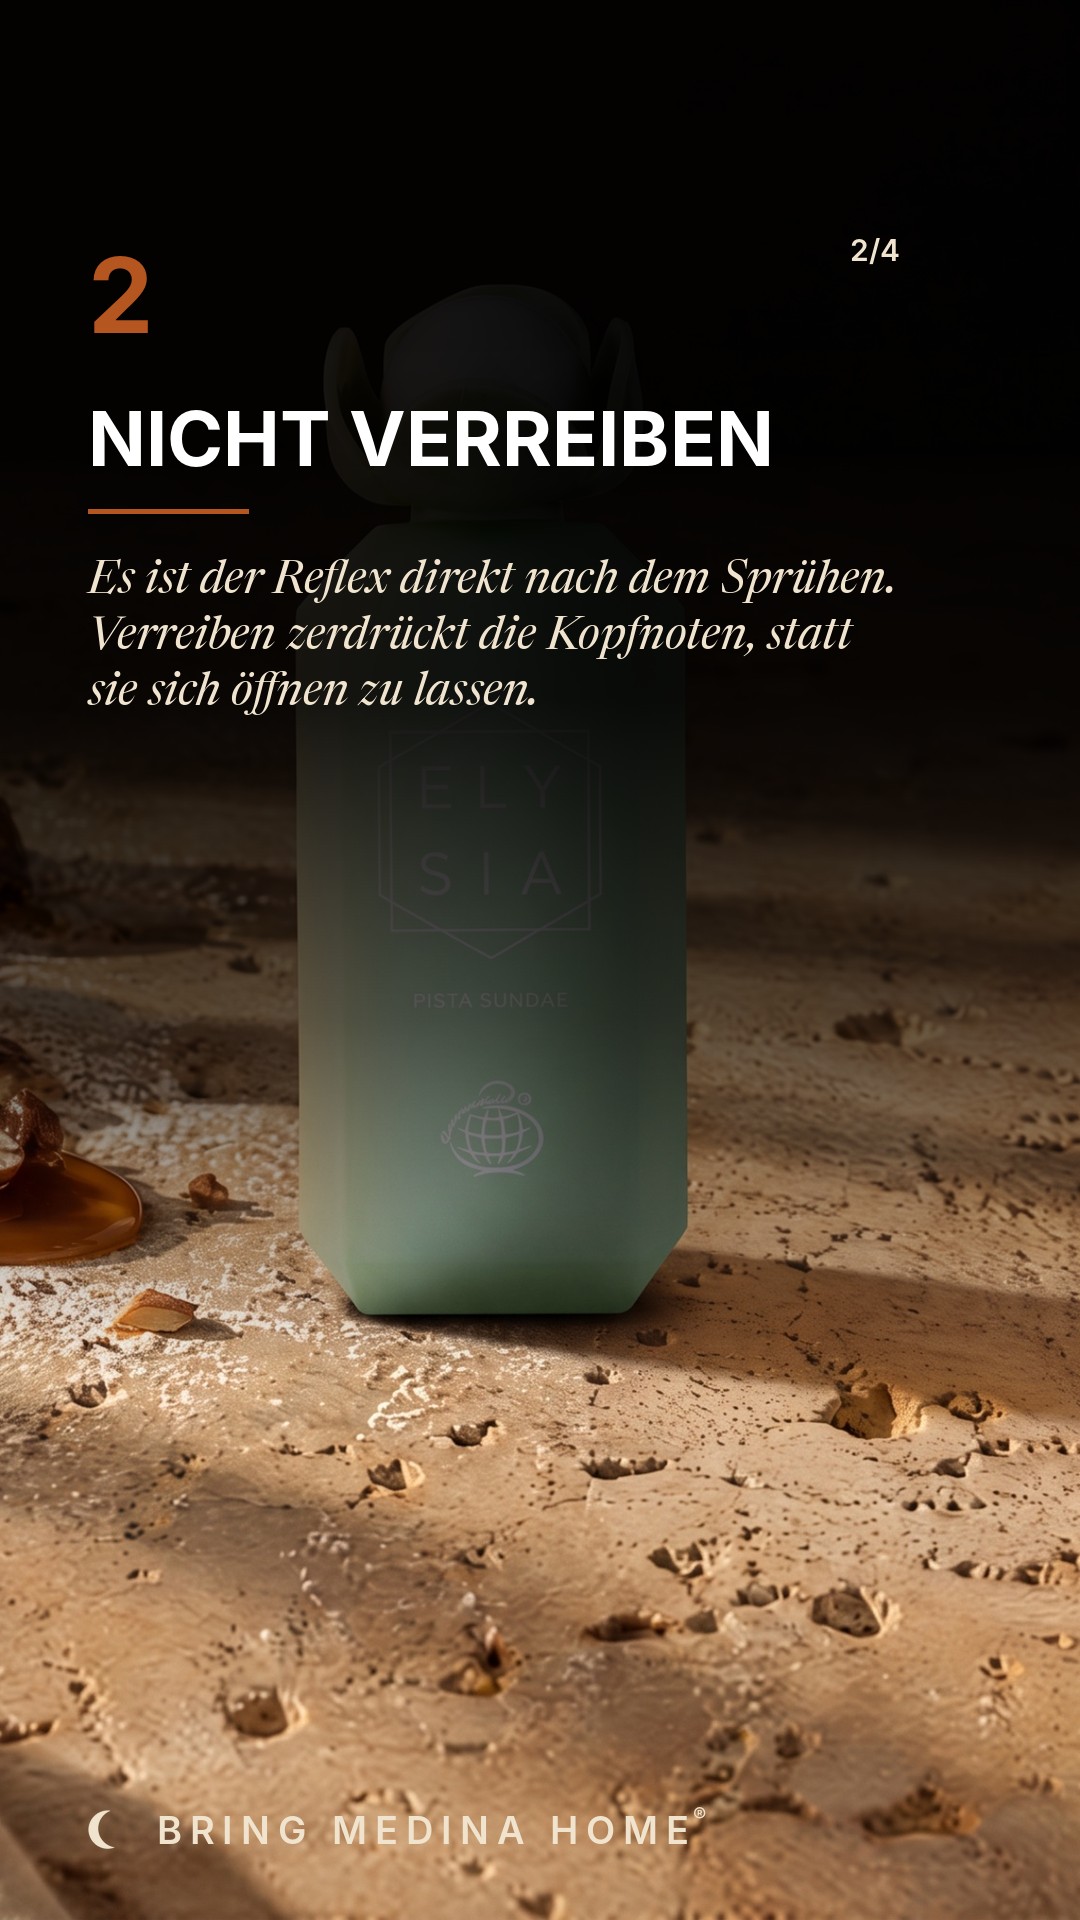 2/4
2
NICHT VERREIBEN
Es ist der Reflex direkt nach dem Sprühen.
Verreiben zerdrückt die Kopfnoten, statt
sie sich öffnen zu lassen.
ELY
SIA
PISTA SUNDAE
BRING MEDINA HOME®